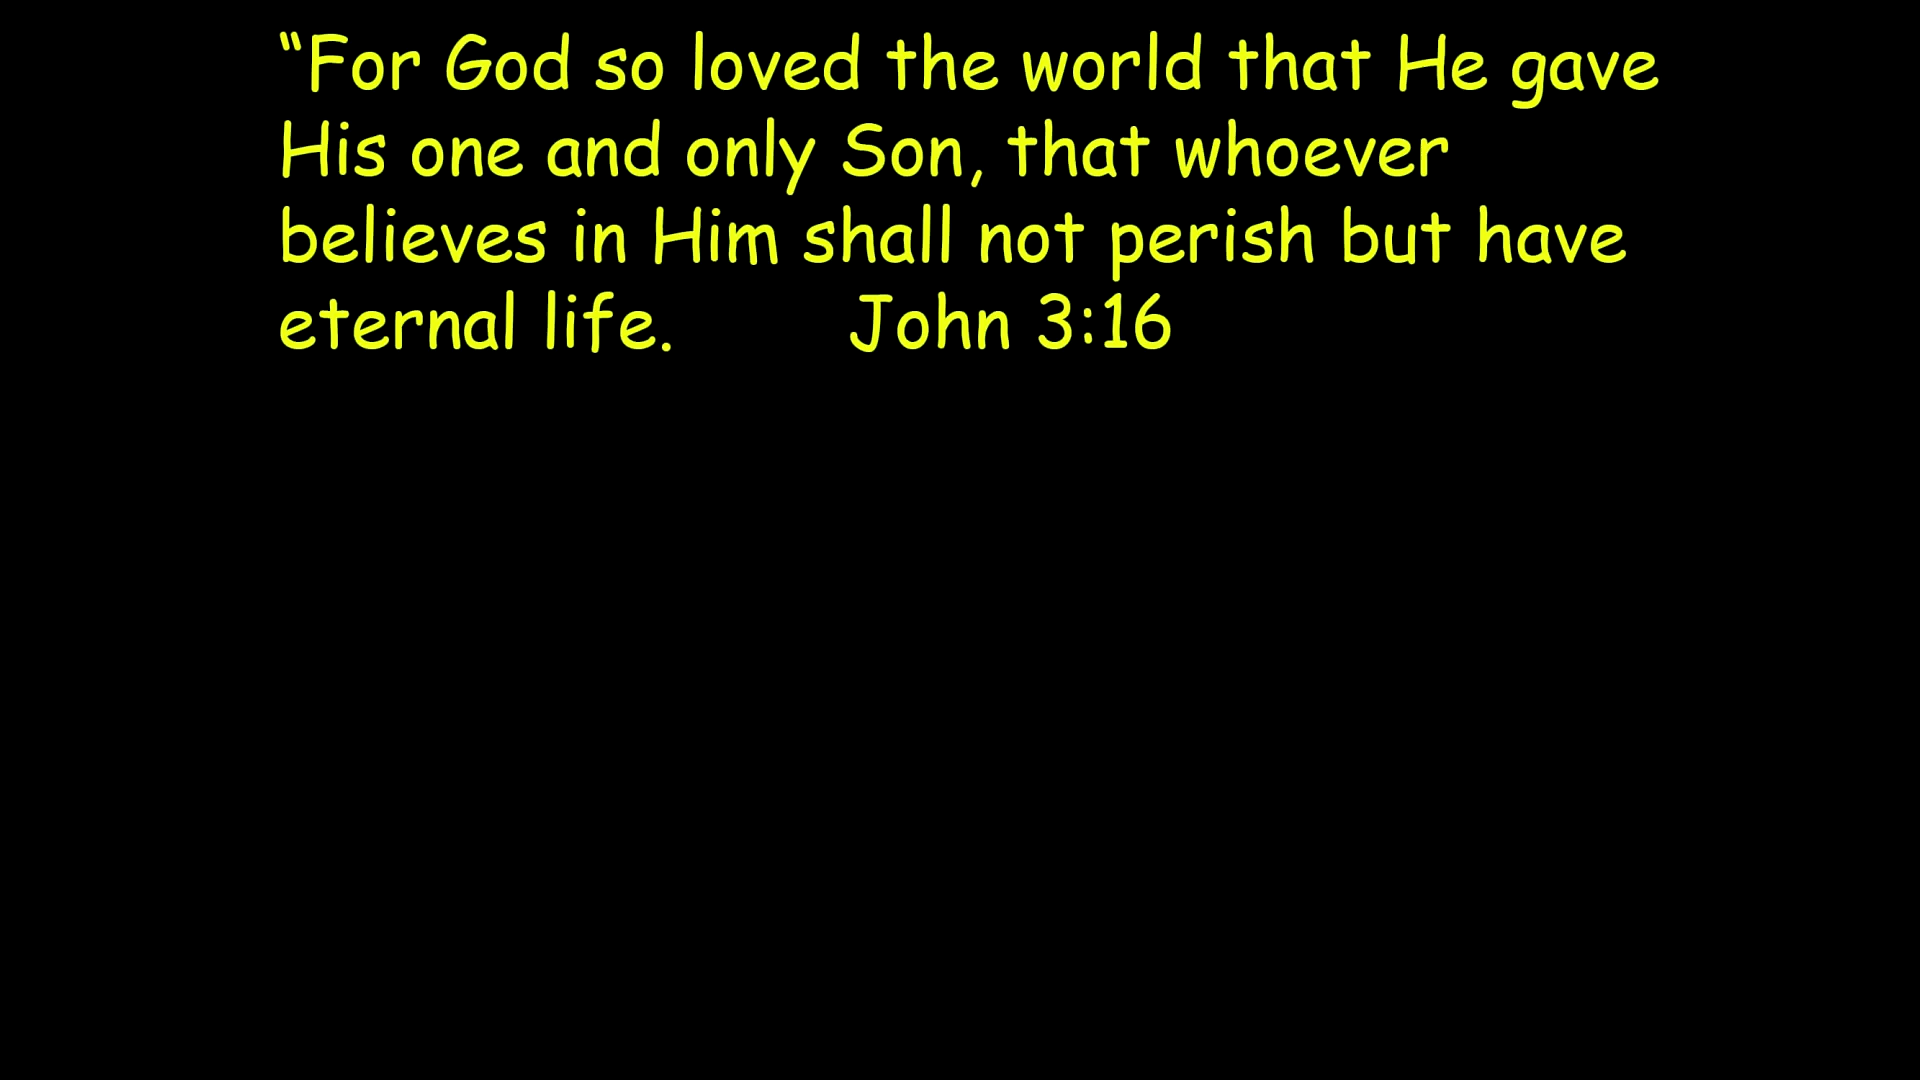 “For God so loved the world that He gave
His one and only Son, that whoever
believes in Him shall not perish but have
eternal life. John 3:16